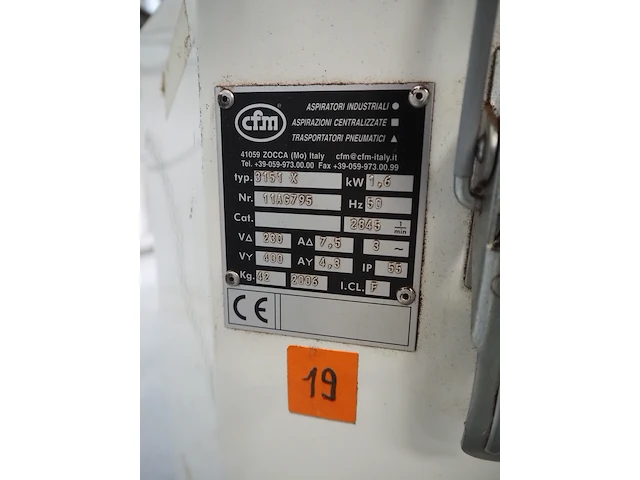 cfm ®
ASPIRATORI INDUSTRIALI ●
ASPIRAZIONI CENTRALIZZATE ■
TRASPORTATORI PNEUMATICI ▲
41059 ZOCCA (Mo) Italy cfm@cfm-italy.it
Tel. +39-059-973.00.00 Fax +39-059-973.00.99
typ. 3151 X kW 1,6
Nr. 11AG795 Hz 50
Cat. 2845 1/min
V∆ 230 A∆ 7,5 3 ~
VY 400 AY 4,3 IP 55
Kg. 42 2006 I.CL. F
CE
19